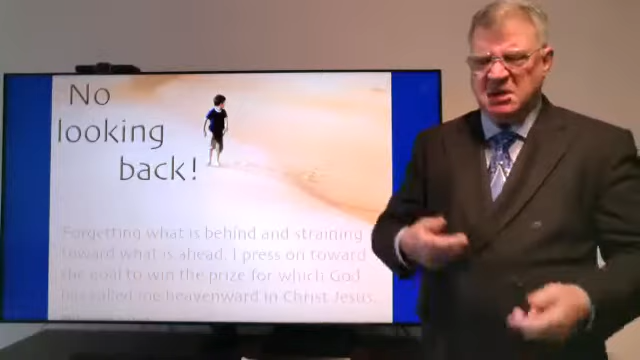 No
looking
back!
Forgetting what is behind and straining
toward what is ahead, I press on toward
the goal to win the prize for which God
has called me heavenward in Christ Jesus.